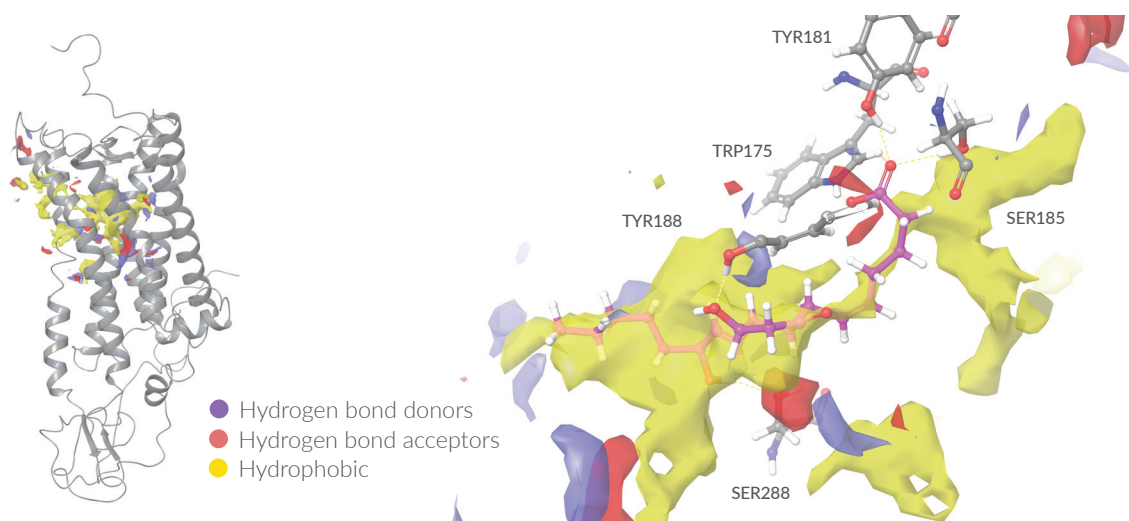 TYR181
TRP175
TYR188
SER185
Hydrogen bond donors
Hydrogen bond acceptors
Hydrophobic
SER288